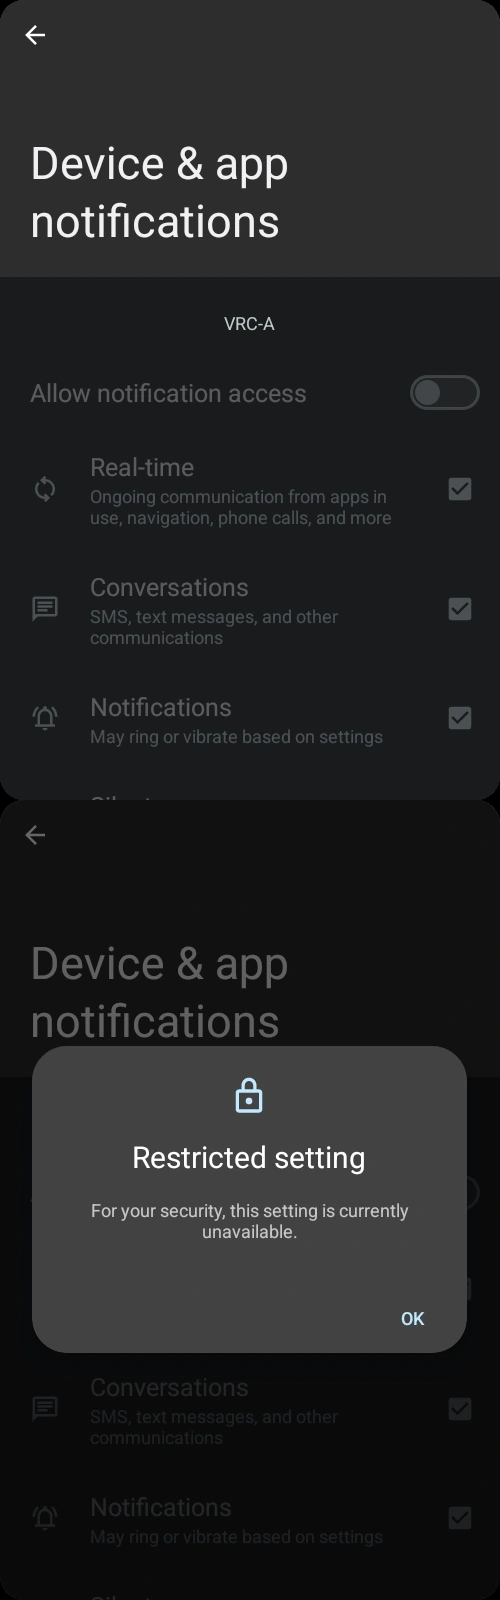 Device & app
notifications
VRC-A
Allow notification access
Real-time
Ongoing communication from apps in
use, navigation, phone calls, and more
Conversations
SMS, text messages, and other
communications
Notifications
May ring or vibrate based on settings
Device & app
notifications
Restricted setting
For your security, this setting is currently
unavailable.
OK
Conversations
SMS, text messages, and other
communications
Notifications
May ring or vibrate based on settings